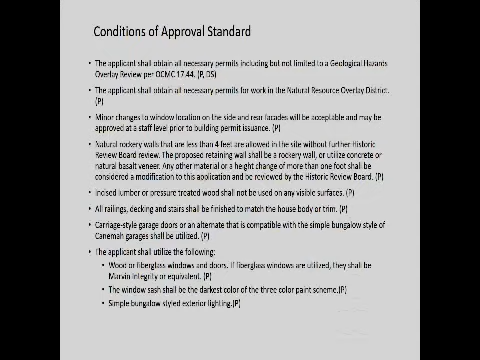 Conditions of Approval Standard
• The applicant shall obtain all necessary permits including but not limited to a Geological Hazards
Overlay Review per OCMC 17.44. (P, DS)
• The applicant shall obtain all necessary permits for work in the Natural Resource Overlay District.
(P)
• Minor changes to window location on the side and rear facades will be acceptable and may be
approved at a staff level prior to building permit issuance. (P)
• Natural rockery walls that are less than 4 feet are allowed in the site without further Historic
Review Board review. The proposed retaining wall shall be a rockery wall, or utilize concrete or
natural basalt veneer. Any other material or a height change of more than one foot shall be
considered a modification to this application and be reviewed by the Historic Review Board. (P)
• Incised lumber or pressure treated wood shall not be used on any visible surfaces. (P)
• All railings, decking and stairs shall be finished to match the house body or trim. (P)
• Carriage-style garage doors or an alternate that is compatible with the simple bungalow style of
Canemah garages shall be utilized. (P)
• The applicant shall utilize the following:
• Wood or fiberglass windows and doors. If fiberglass windows are utilized, they shall be
Marvin Integrity or equivalent. (P)
• The window sash shall be the darkest color of the three color paint scheme.(P)
• Simple bungalow styled exterior lighting.(P)